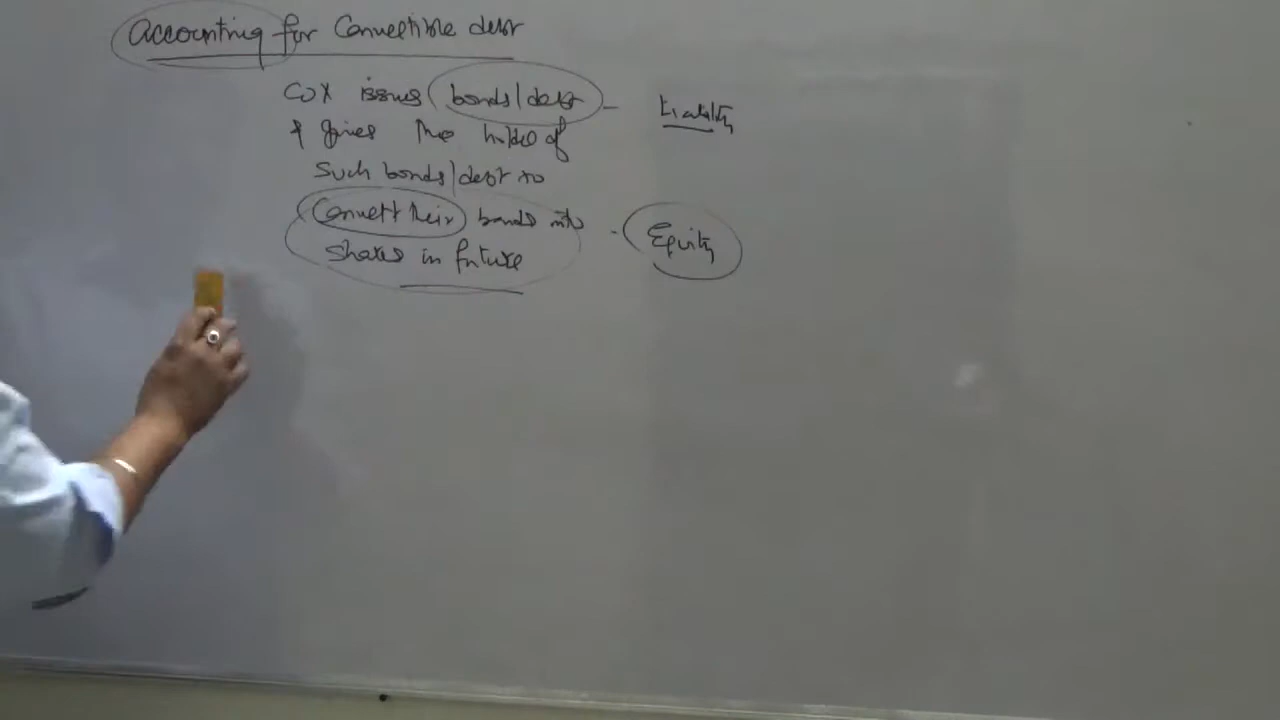 Accounting for Convertible debt
Co X issues bonds/debt - Liability
& gives the holder of
such bonds/debt to
Convert their bonds into - Equity
shares in future